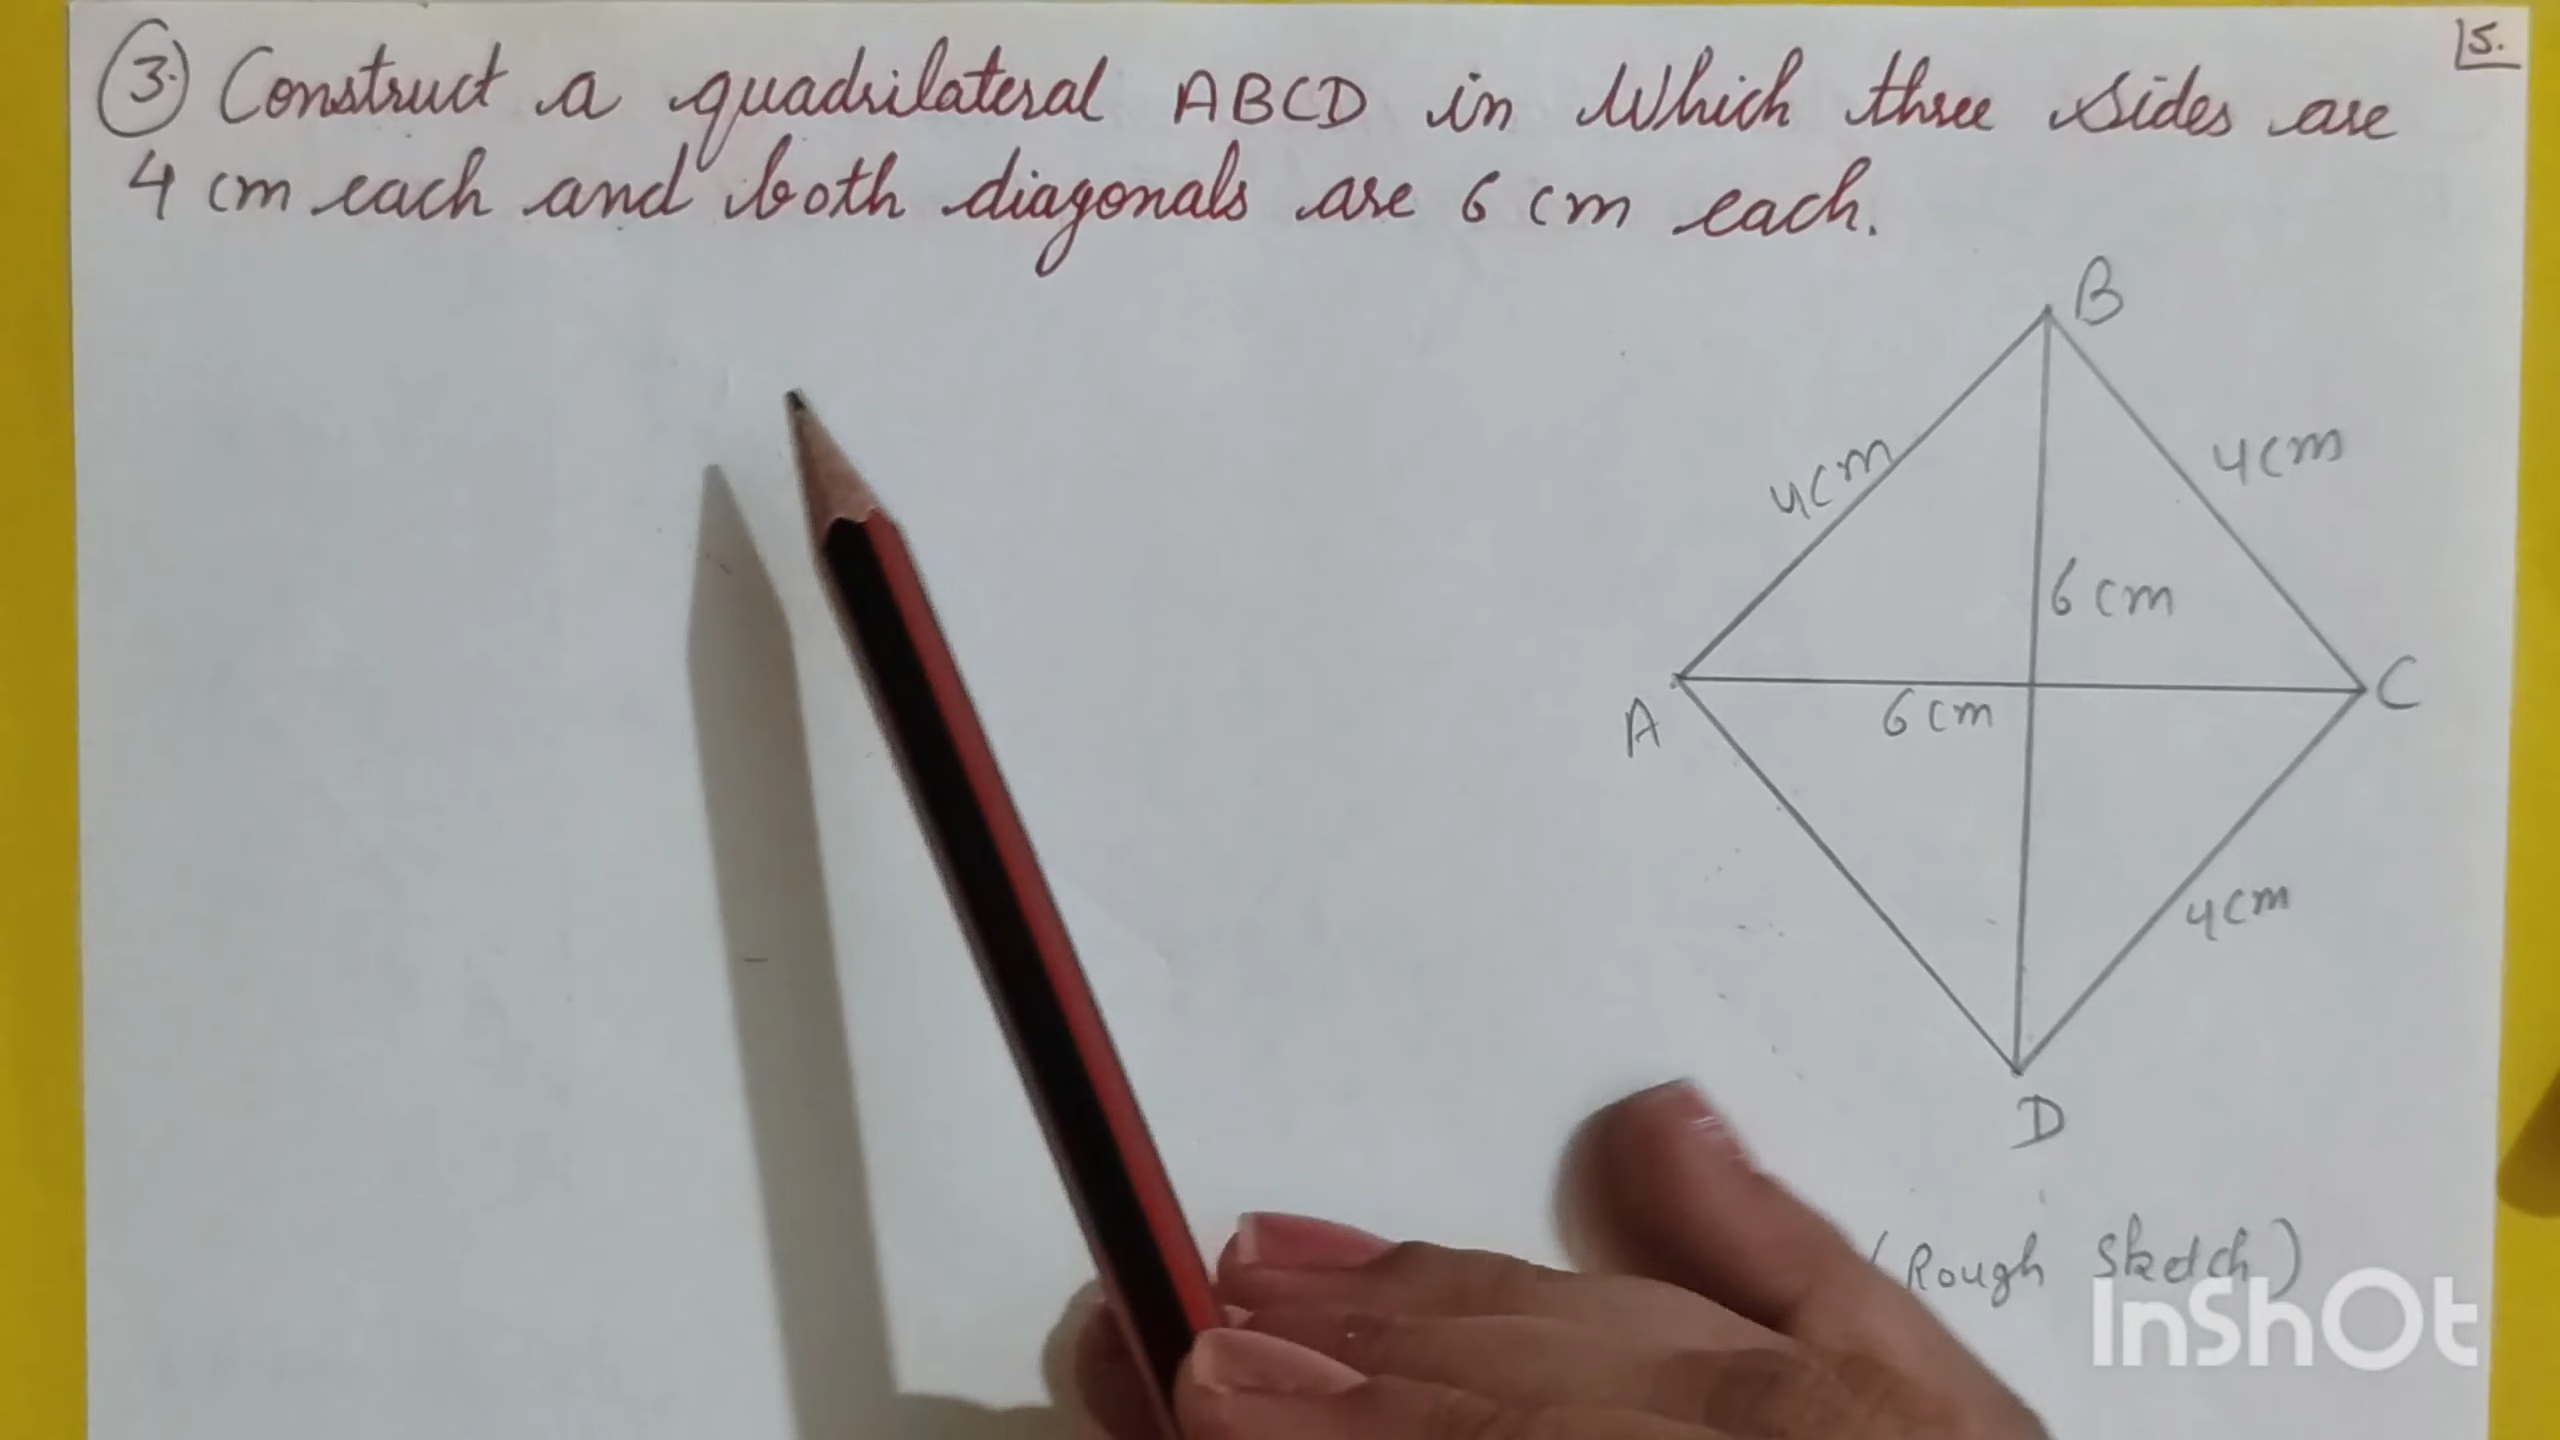 15.
3. Construct a quadrilateral ABCD in Which three sides are
4 cm each and both diagonals are 6 cm each.
B
4cm
4cm
6 cm
A
6 cm
C
4cm
D
(Rough Sketch)
InShOt